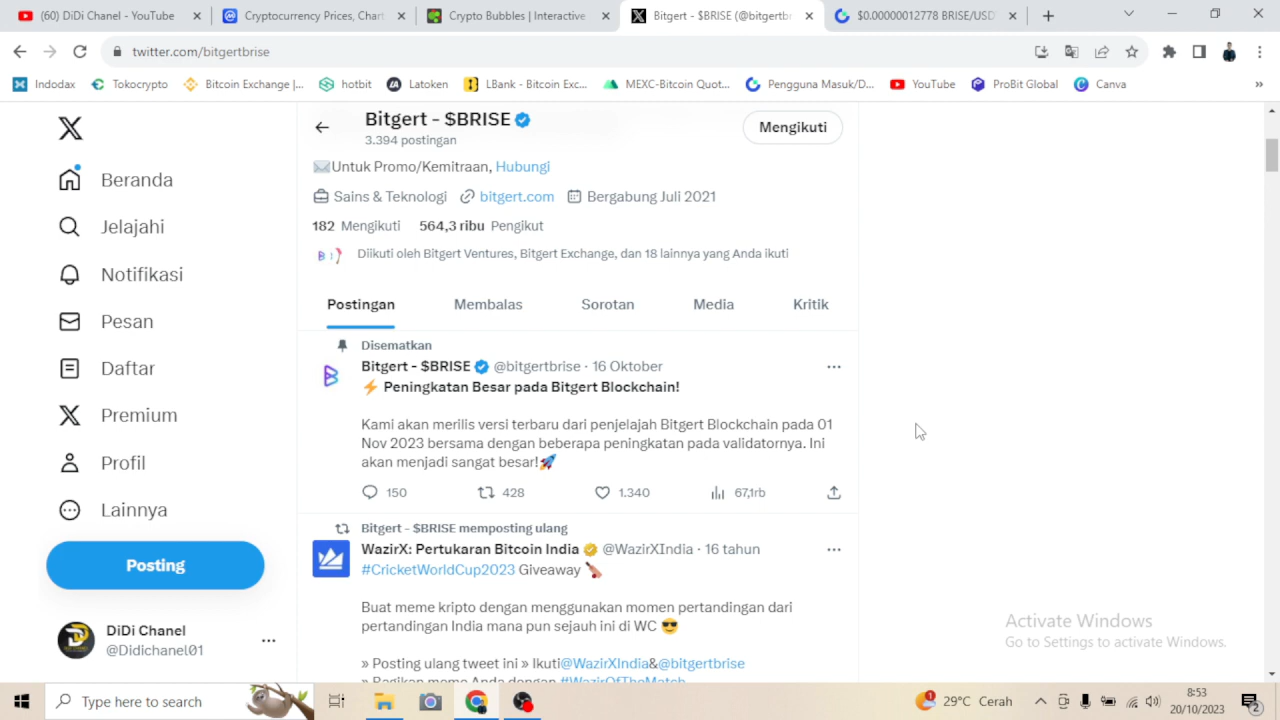 (60) DiDi Channel - YouTube
Cryptocurrency Prices, Chart
Crypto Bubbles | Interactive
Bitgert - $BRISE (@bitgertbr
$0.00000012778 BRISE/USD
twitter.com/bitgertbrise
Indodax
Tokocrypto
Bitcoin Exchange |...
hotbit
Latoken
LBank - Bitcoin Exc...
MEXC-Bitcoin Quot...
Pengguna Masuk/D...
YouTube
ProBit Global
Canva
»
Bitgert - $BRISE
3.394 postingan
Mengikuti
Untuk Promo/Kemitraan, Hubungi
Sains & Teknologi bitgert.com Bergabung Juli 2021
182 Mengikuti 564,3 ribu Pengikut
Diikuti oleh Bitgert Ventures, Bitgert Exchange, dan 18 lainnya yang Anda ikuti
Postingan Membalas Sorotan Media Kritik
Beranda
Jelajahi
Notifikasi
Pesan
Daftar
Premium
Profil
Lainnya
Posting
DiDi Chanel
@Didichanel01
Disematkan
Bitgert - $BRISE @bitgertbrise · 16 Oktober
⚡ Peningkatan Besar pada Bitgert Blockchain!
Kami akan merilis versi terbaru dari penjelajah Bitgert Blockchain pada 01
Nov 2023 bersama dengan beberapa peningkatan pada validatornya. Ini
akan menjadi sangat besar!🚀
150 428 1.340 67,1rb
Bitgert - $BRISE memposting ulang
WazirX: Pertukaran Bitcoin India @WazirXIndia · 16 tahun
#CricketWorldCup2023 Giveaway 🏏
Buat meme kripto dengan menggunakan momen pertandingan dari
pertandingan India mana pun sejauh ini di WC 😎
» Posting ulang tweet ini » Ikuti@WazirXIndia&@bitgertbrise
» Bagikan meme Anda dengan #WazirOfTheMatch
Activate Windows
Go to Settings to activate Windows.
Type here to search
1
29°C Cerah
8:53
20/10/2023
2